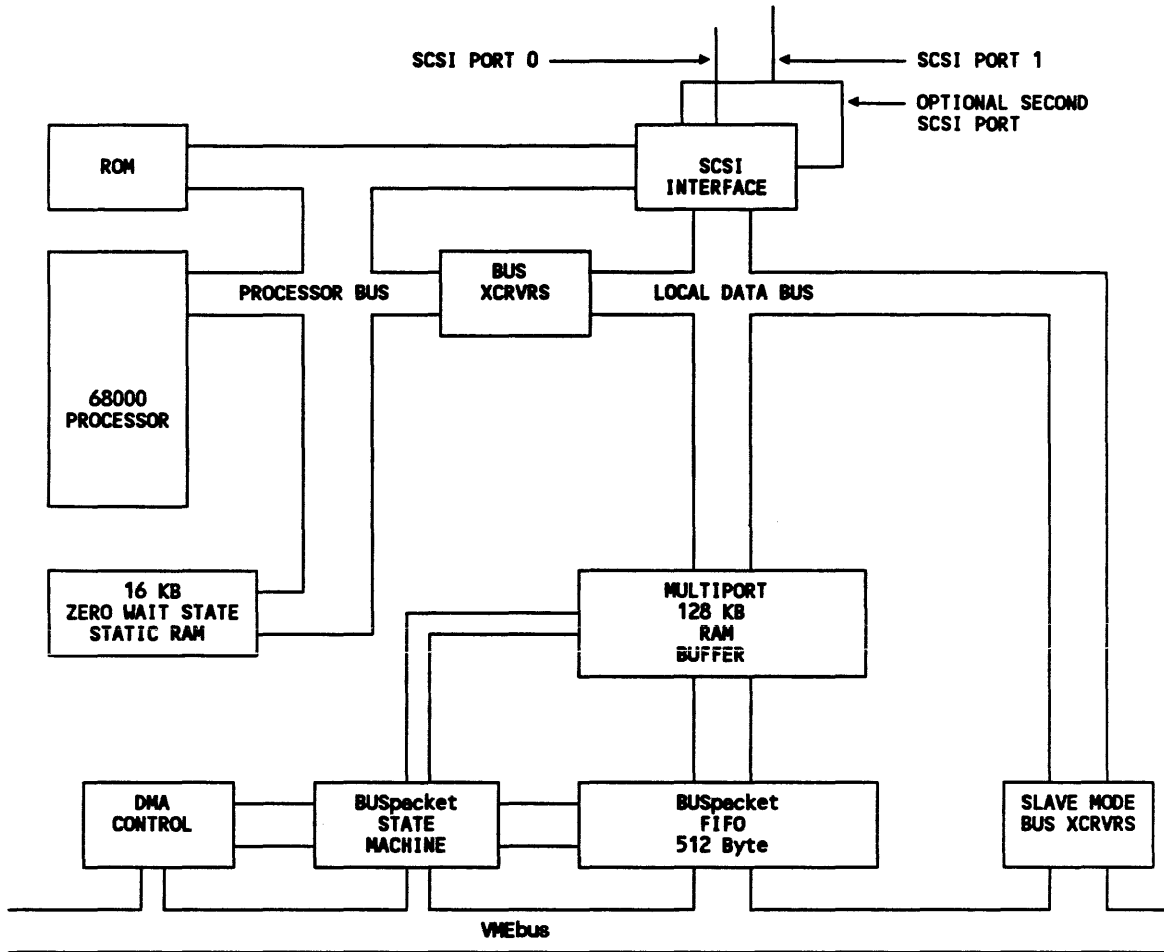 SCSI PORT 0
SCSI PORT 1
OPTIONAL SECOND
SCSI PORT
ROM
SCSI
INTERFACE
BUS
XCRVRS
PROCESSOR BUS
LOCAL DATA BUS
68000
PROCESSOR
16 KB
ZERO WAIT STATE
STATIC RAM
MULTIPORT
128 KB
RAM
BUFFER
DMA
CONTROL
BUSpacket
STATE
MACHINE
BUSpacket
FIFO
512 Byte
SLAVE MODE
BUS XCRVRS
VMEbus